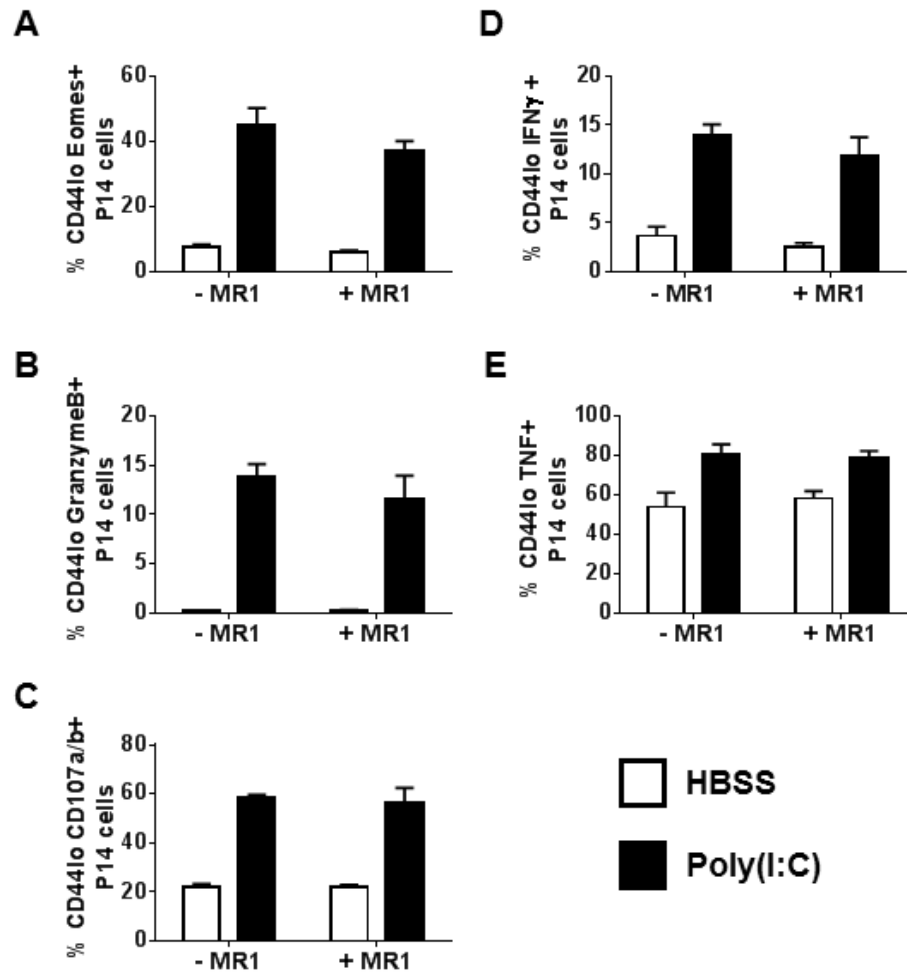 A
% CD44lo Eomes+
P14 cells
60
40
20
0
- MR1
+ MR1
B
% CD44lo GranzymeB+
P14 cells
20
15
10
5
0
- MR1
+ MR1
C
% CD44lo CD107a/b+
P14 cells
80
60
40
20
0
- MR1
+ MR1
D
% CD44lo IFNγ +
P14 cells
20
15
10
5
0
- MR1
+ MR1
E
% CD44lo TNF+
P14 cells
100
80
60
40
20
0
- MR1
+ MR1
HBSS
Poly(I:C)